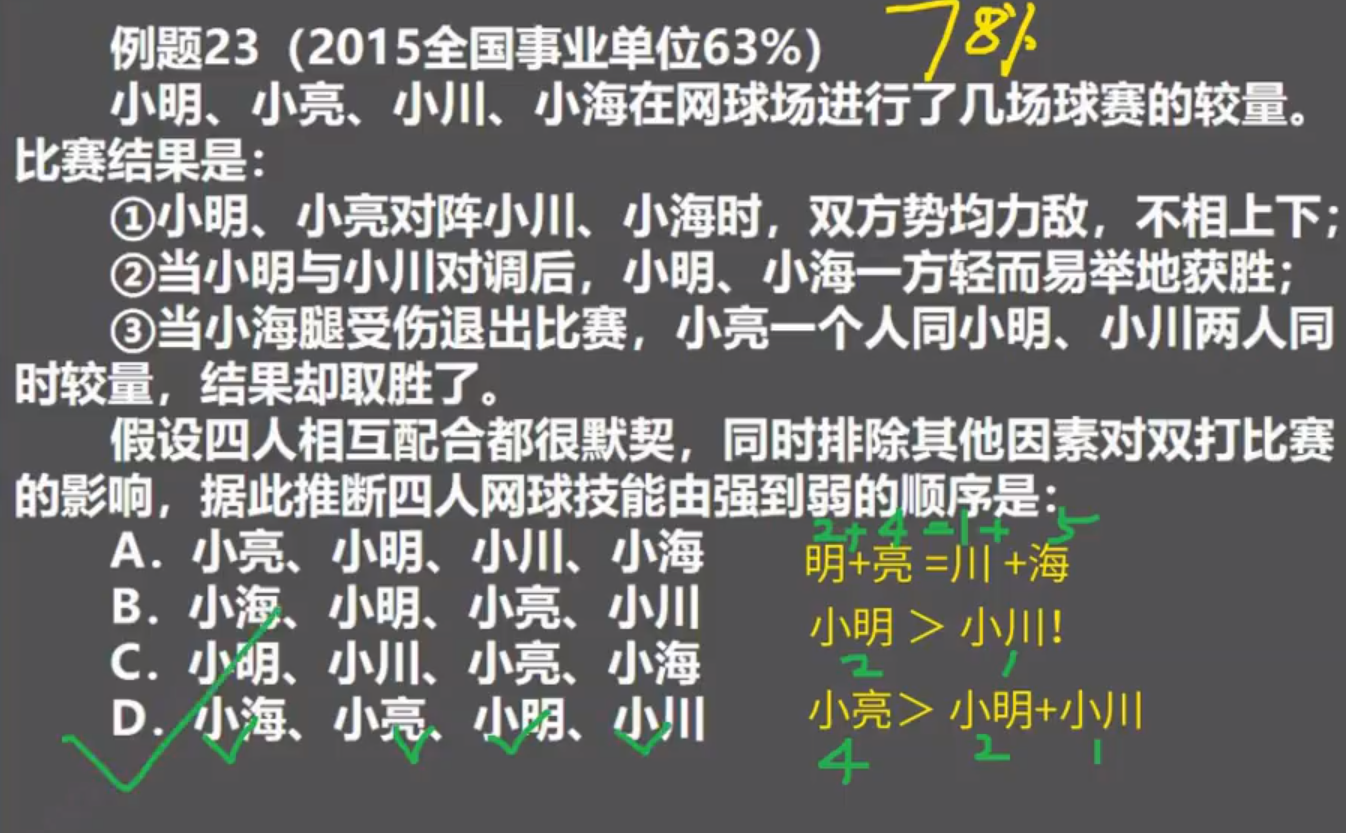 例题23（2015全国事业单位63%） 78%
小明、小亮、小川、小海在网球场进行了几场球赛的较量。
比赛结果是：
①小明、小亮对阵小川、小海时，双方势均力敌，不相上下；
②当小明与小川对调后，小明、小海一方轻而易举地获胜；
③当小海腿受伤退出比赛，小亮一个人同小明、小川两人同
时较量，结果却取胜了。
假设四人相互配合都很默契，同时排除其他因素对双打比赛
的影响，据此推断四人网球技能由强到弱的顺序是：
A．小亮、小明、小川、小海
B．小海、小明、小亮、小川
C．小明、小川、小亮、小海
D．小海、小亮、小明、小川
2+4=1+5
明+亮=川+海
小明＞小川！
2 1
小亮＞小明+小川
4 2 1